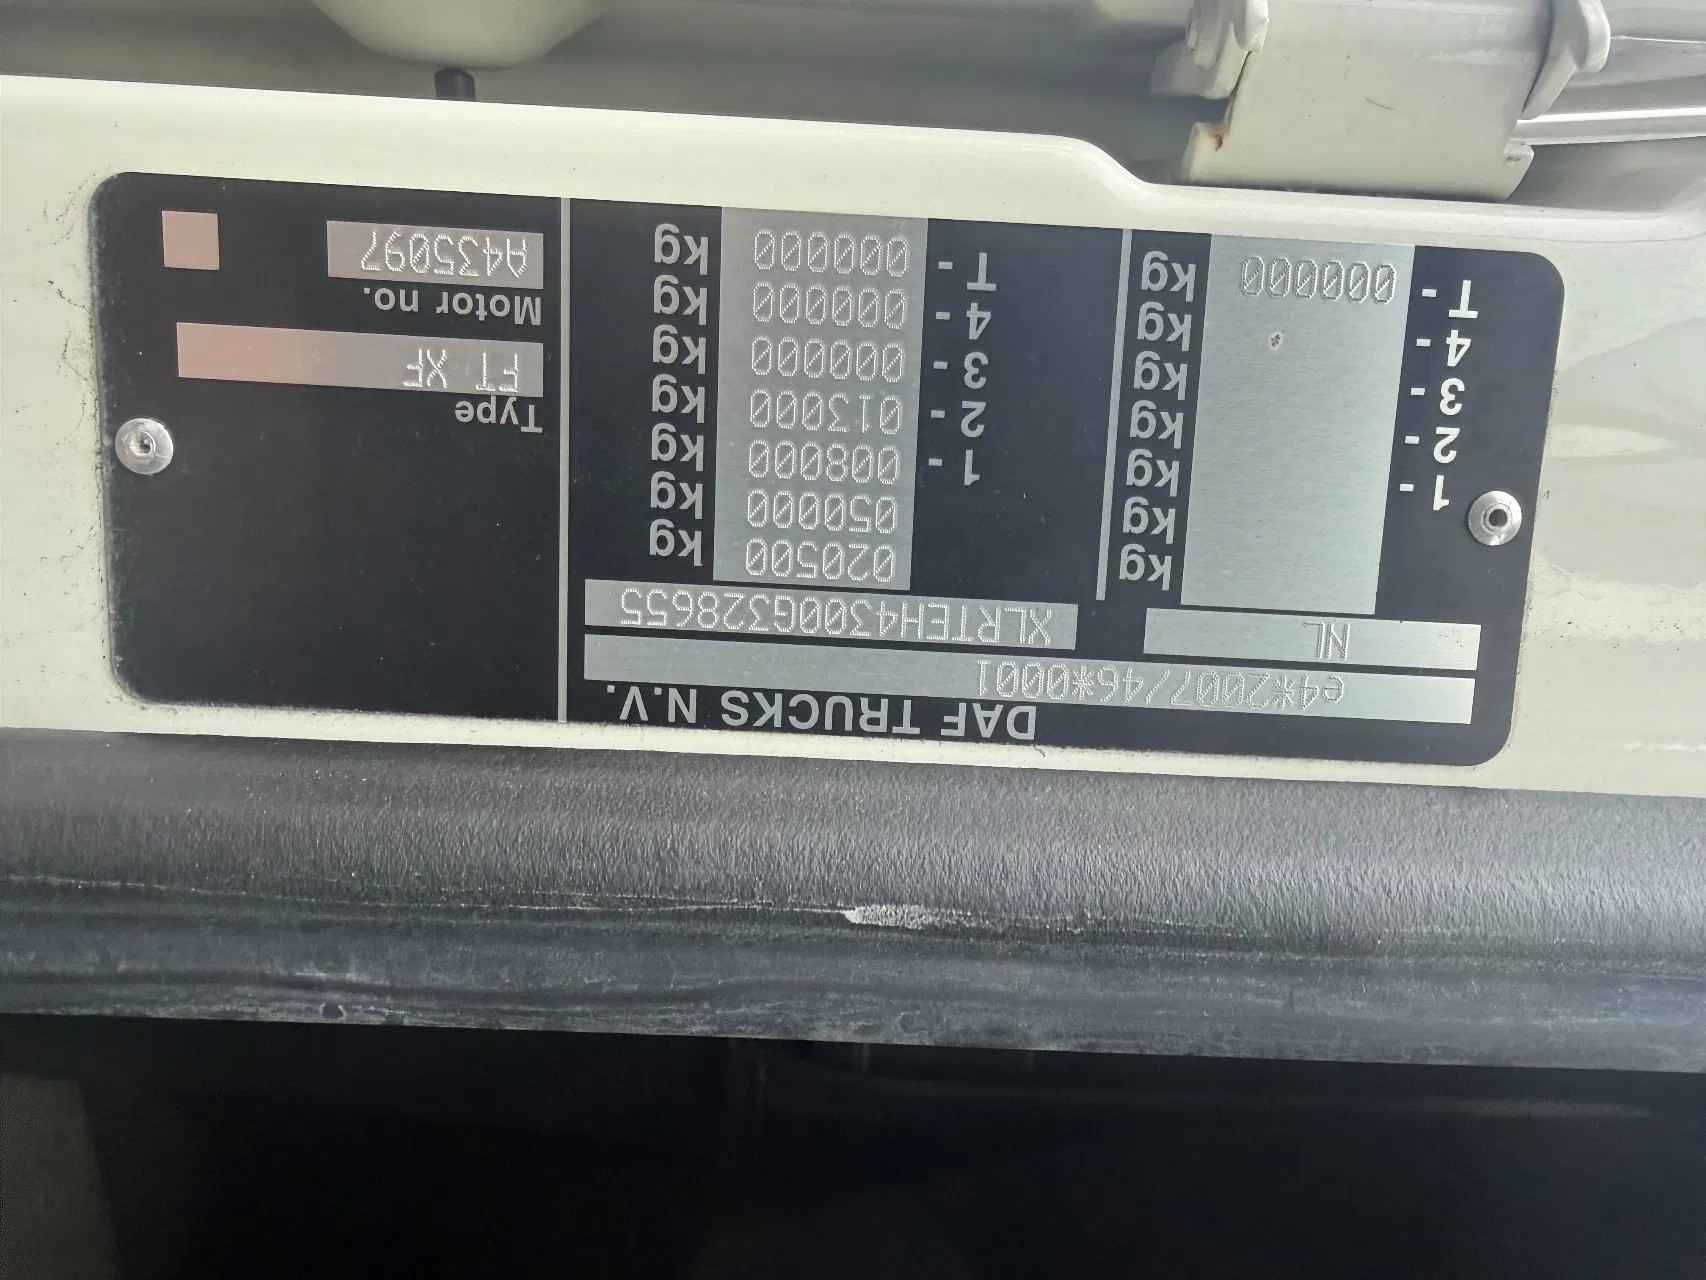 DAF TRUCKS N.V.
e4*2007/46*0001
NL XLRTEH4300G328655
kg 020500 kg
kg 050000 kg
1- kg 1- 008000 kg
2- kg 2- 013000 kg
3- kg 3- 000000 kg
4- kg 4- 000000 kg
T- 000000 kg T- 000000 kg
Type
FT XF
Motor no.
A435097